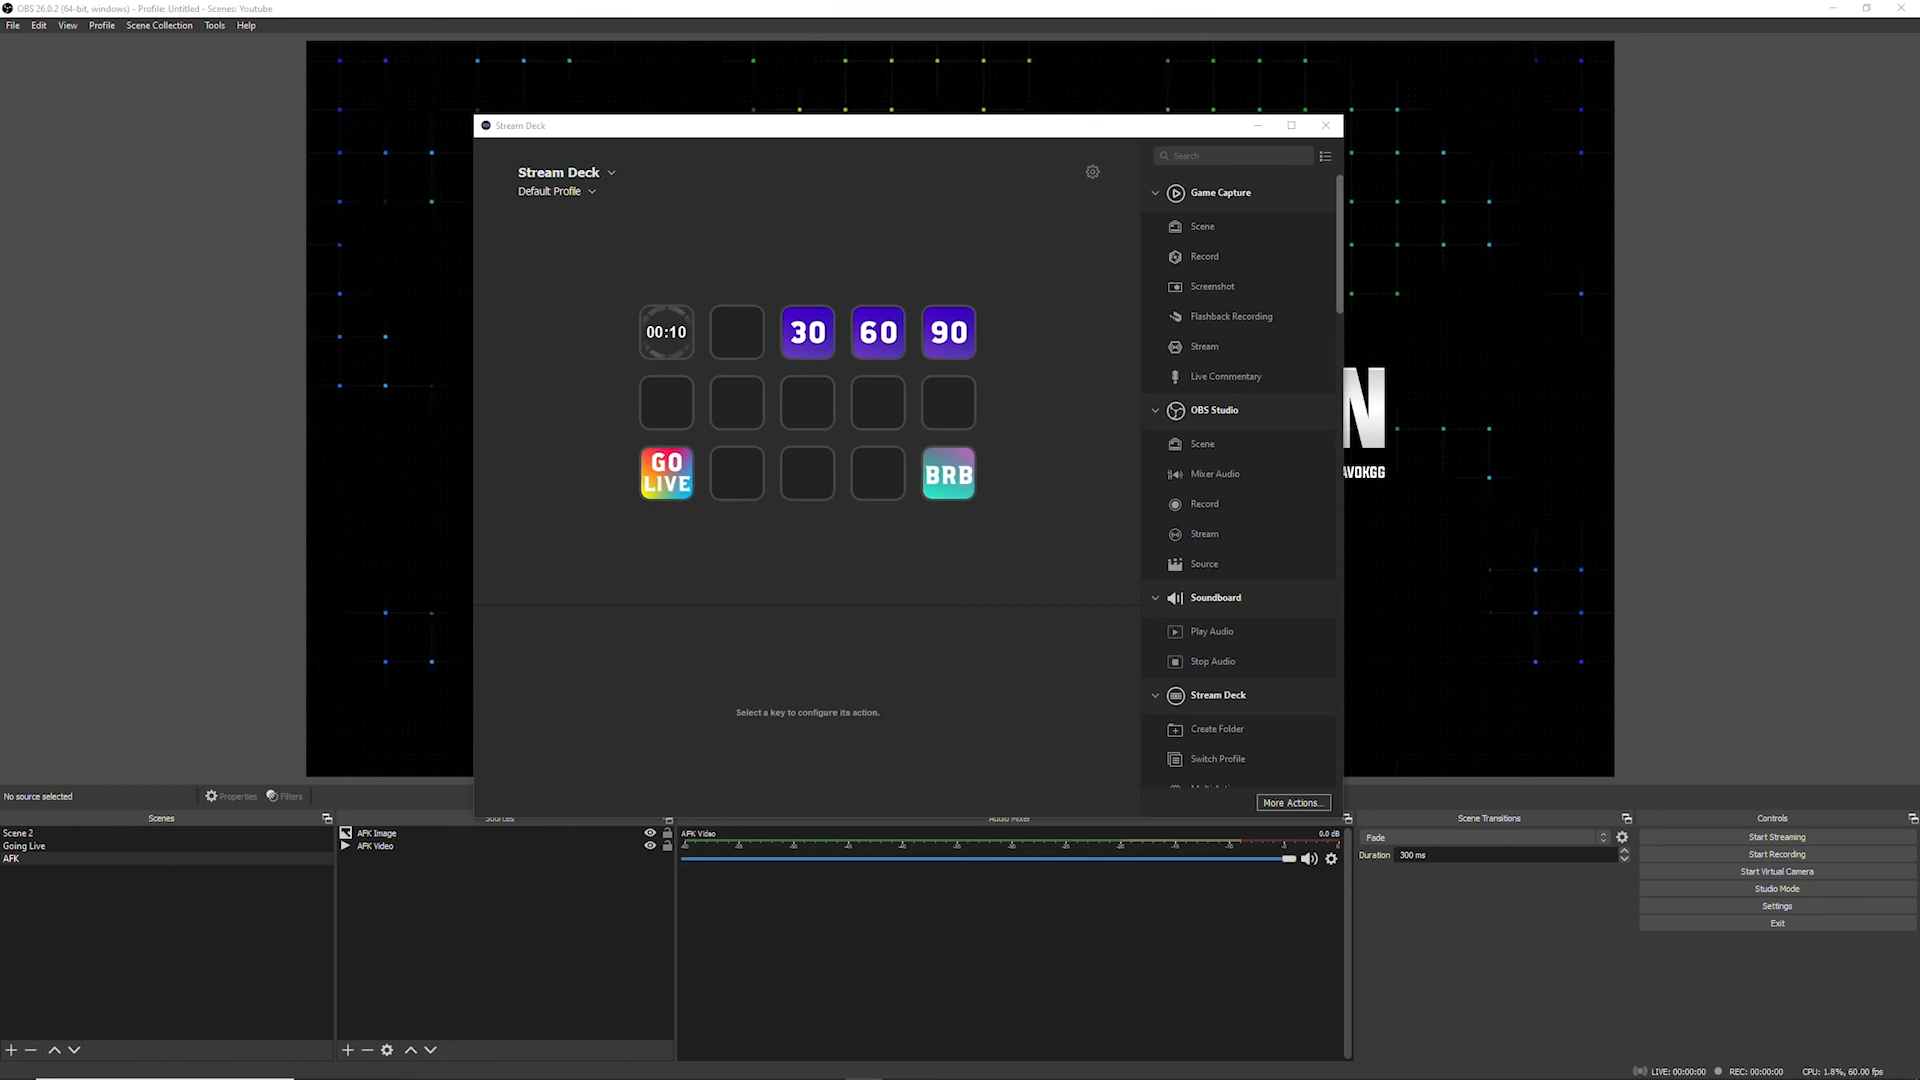 OBS 26.0.2 (64-bit, windows) - Profile: Untitled - Scenes: Youtube
File Edit View Profile Scene Collection Tools Help
Stream Deck
Stream Deck
Default Profile
Search
Game Capture
Scene
Record
Screenshot
Flashback Recording
Stream
Live Commentary
OBS Studio
Scene
Mixer Audio
Record
Stream
Source
Soundboard
Play Audio
Stop Audio
Stream Deck
Create Folder
Switch Profile
More Actions...
00:10 30 60 90
GO LIVE
BRB
Select a key to configure its action.
N
AVOKGG
No source selected Properties Filters
Scenes
Scene 2
Going Live
AFK
Sources
AFK Image
AFK Video
Audio Mixer
AFK Video 0.0 dB
Scene Transitions
Fade
Duration 300 ms
Controls
Start Streaming
Start Recording
Start Virtual Camera
Studio Mode
Settings
Exit
LIVE: 00:00:00 REC: 00:00:00 CPU: 1.8%, 60.00 fps